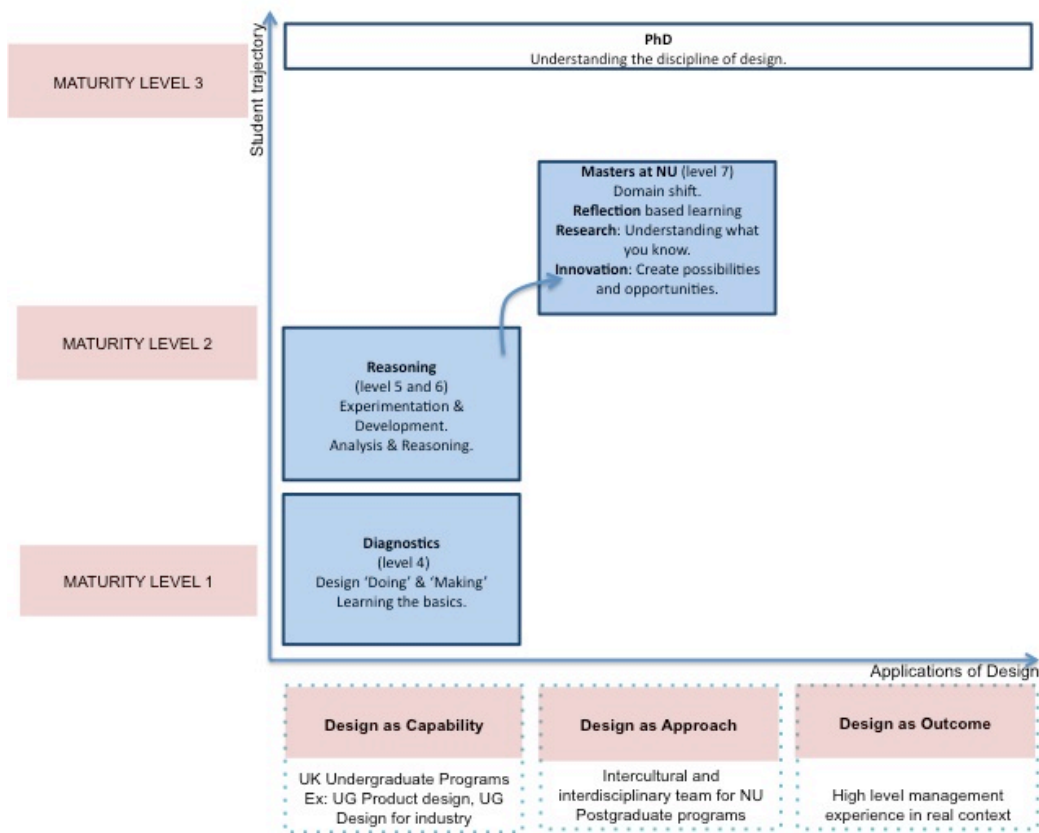 Student trajectory
PhD
Understanding the discipline of design.
MATURITY LEVEL 3
Masters at NU (level 7)
Domain shift.
Reflection based learning
Research: Understanding what
you know.
Innovation: Create possibilities
and opportunities.
MATURITY LEVEL 2
Reasoning
(level 5 and 6)
Experimentation &
Development.
Analysis & Reasoning.
MATURITY LEVEL 1
Diagnostics
(level 4)
Design ‘Doing’ & ‘Making’
Learning the basics.
Applications of Design
Design as Capability
UK Undergraduate Programs
Ex: UG Product design, UG
Design for industry
Design as Approach
Intercultural and
interdisciplinary team for NU
Postgraduate programs
Design as Outcome
High level management
experience in real context